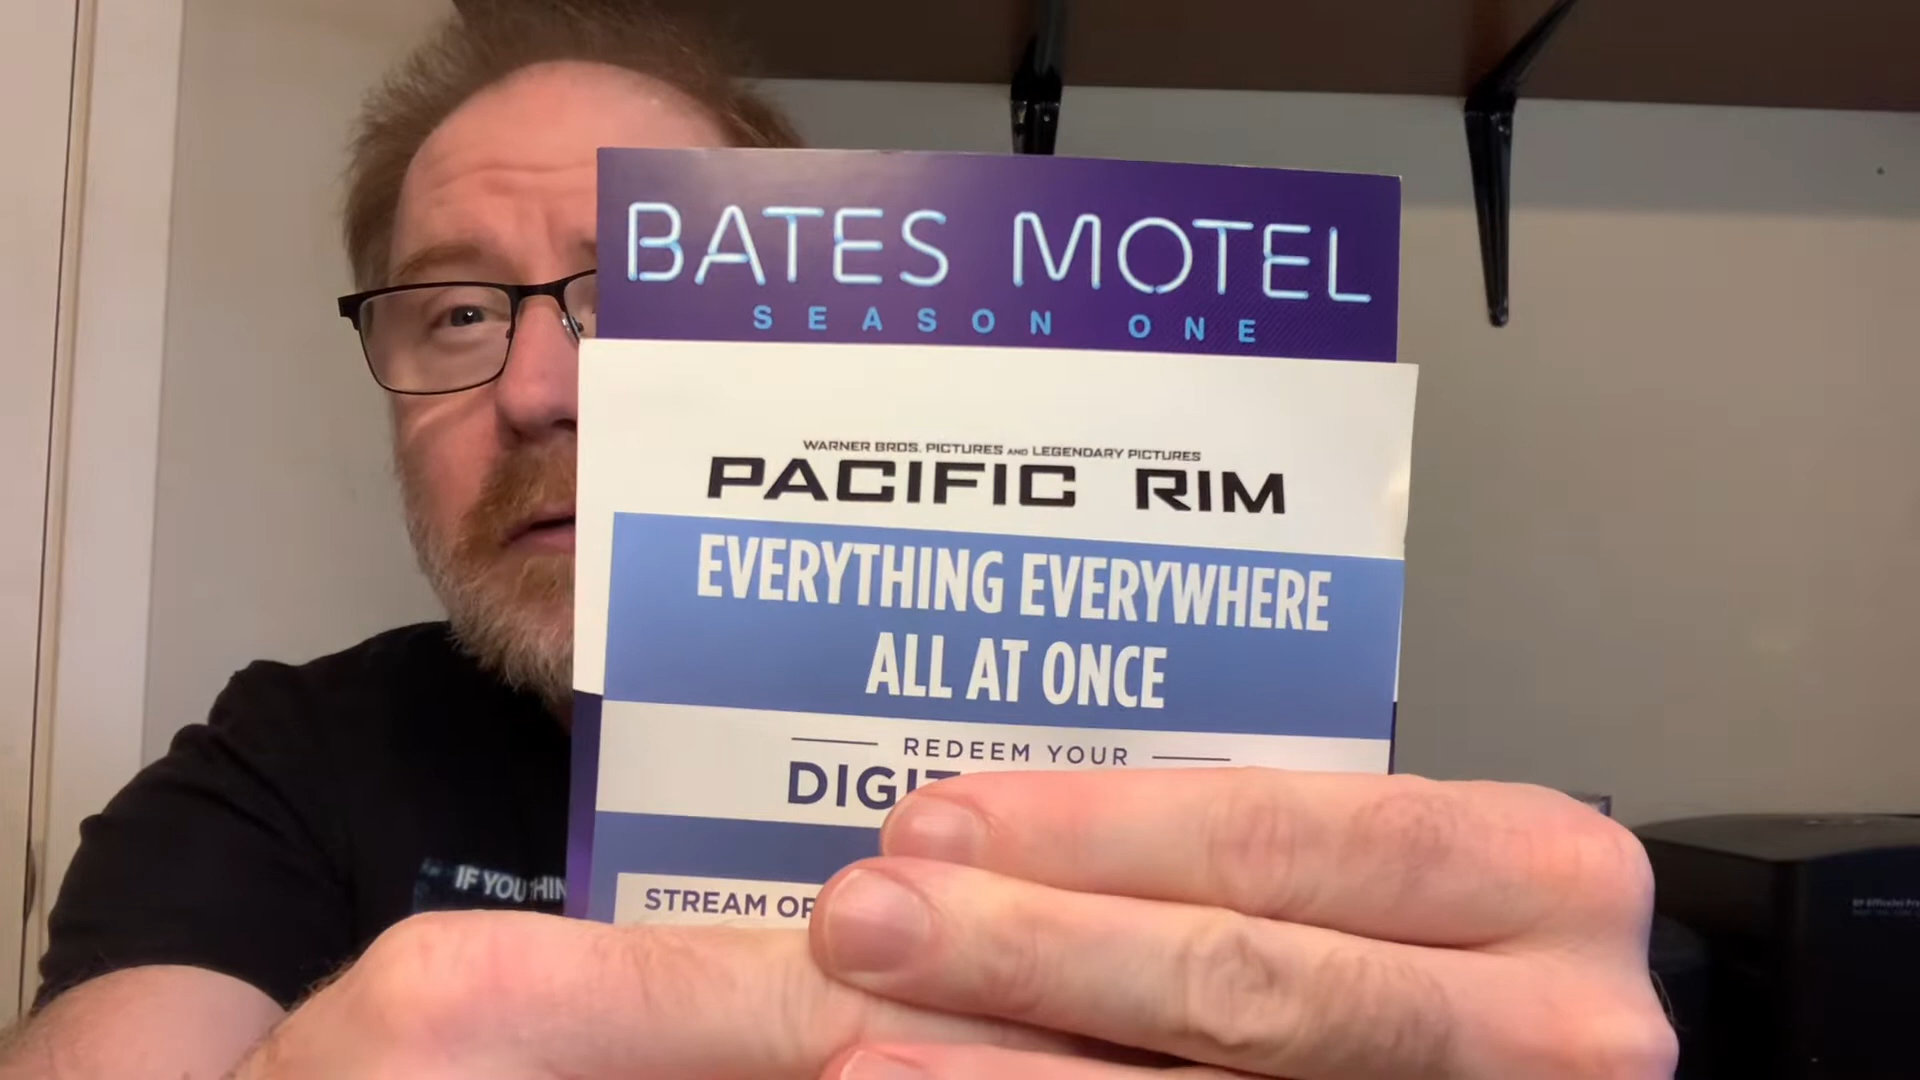 BATES MOTEL
SEASON ONE
WARNER BROS. PICTURES AND LEGENDARY PICTURES
PACIFIC RIM
EVERYTHING EVERYWHERE
ALL AT ONCE
REDEEM YOUR
DIGIT
STREAM OR
IF YOU THIN